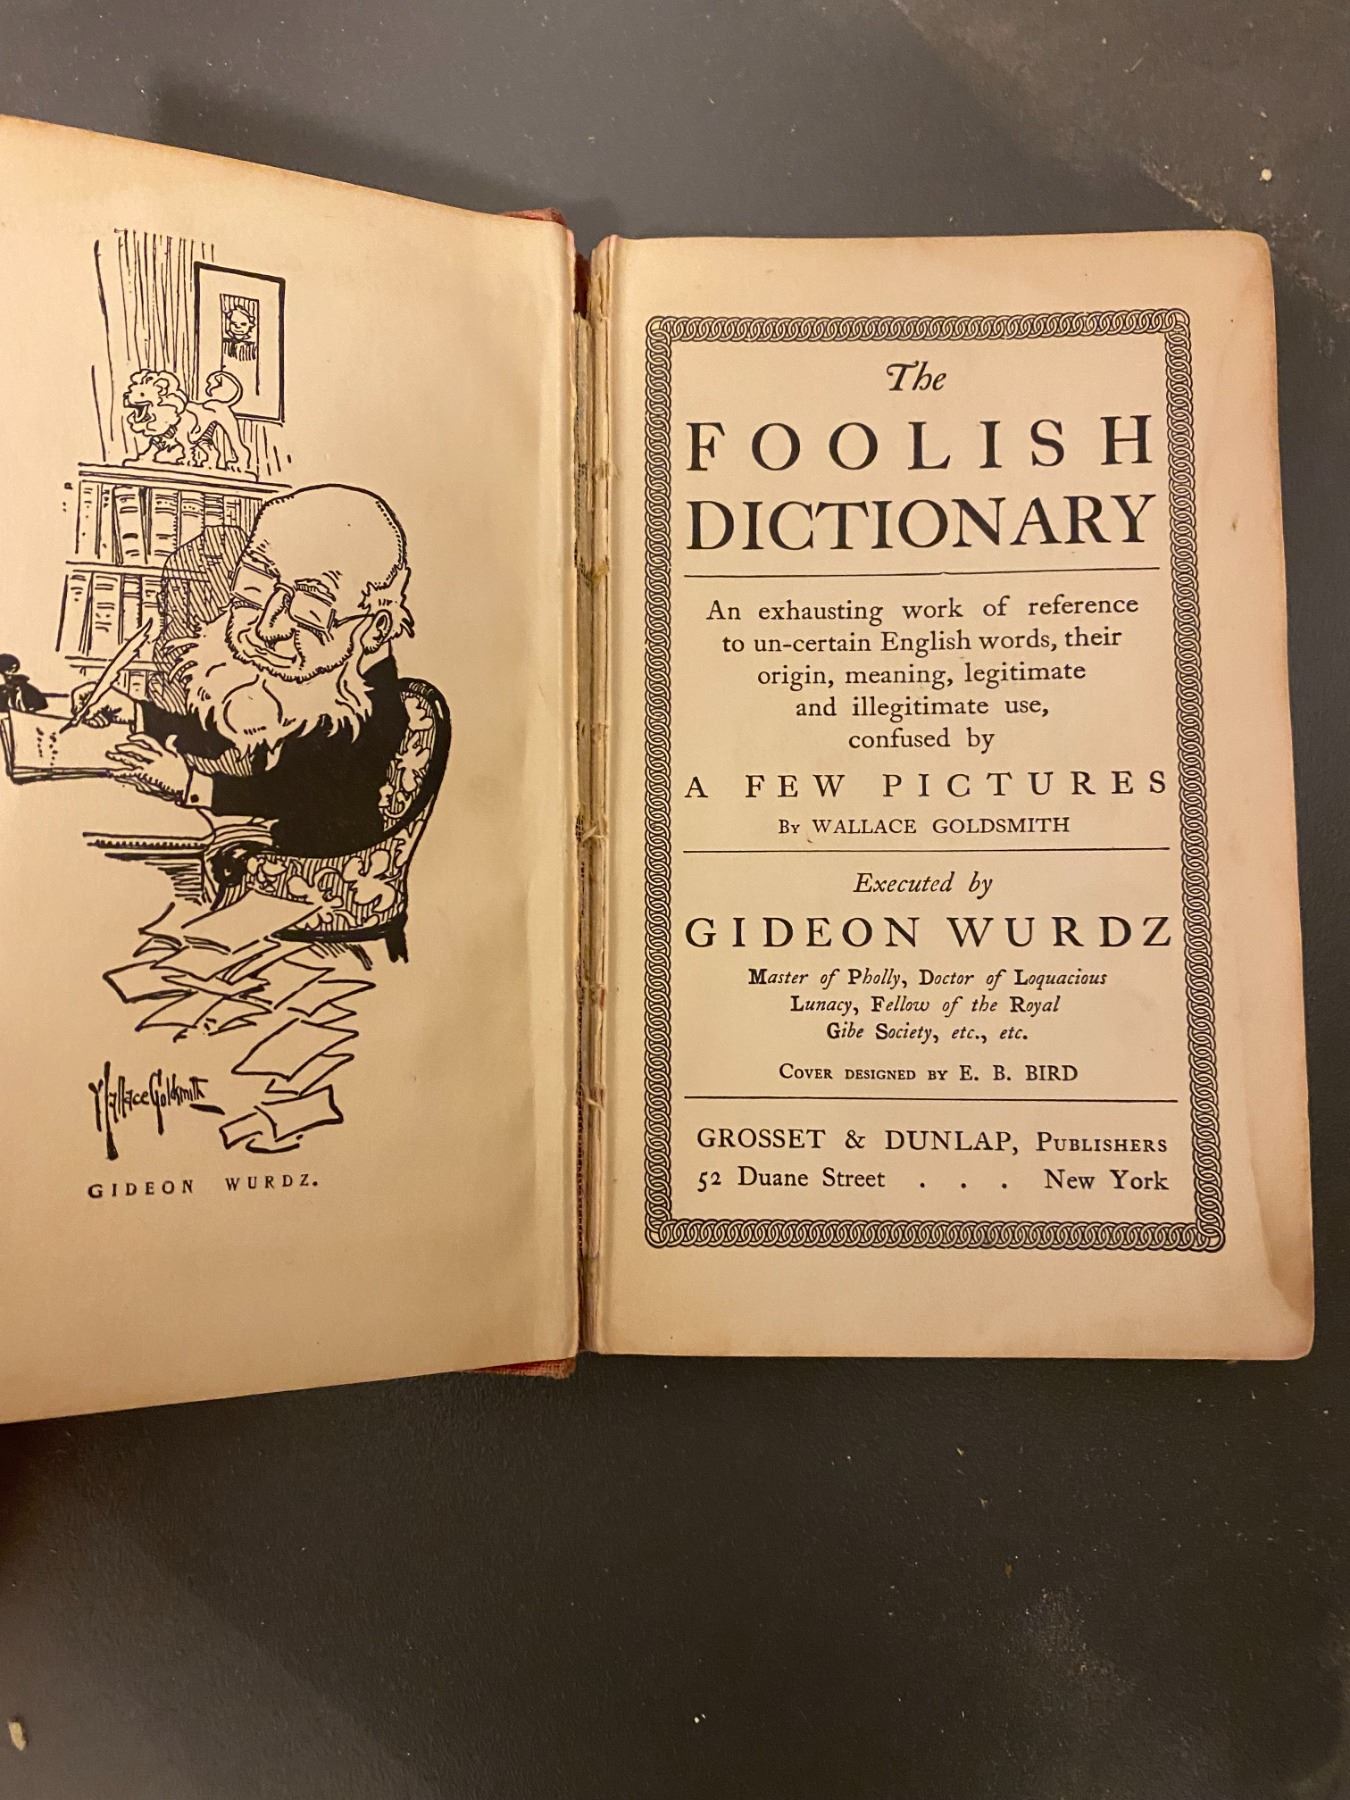 Wallace Goldsmith
GIDEON WURDZ.
The
FOOLISH
DICTIONARY
An exhausting work of reference
to un-certain English words, their
origin, meaning, legitimate
and illegitimate use,
confused by
A FEW PICTURES
BY WALLACE GOLDSMITH
Executed by
GIDEON WURDZ
Master of Pholly, Doctor of Loquacious
Lunacy, Fellow of the Royal
Gibe Society, etc., etc.
COVER DESIGNED BY E. B. BIRD
GROSSET & DUNLAP, PUBLISHERS
52 Duane Street . . . New York